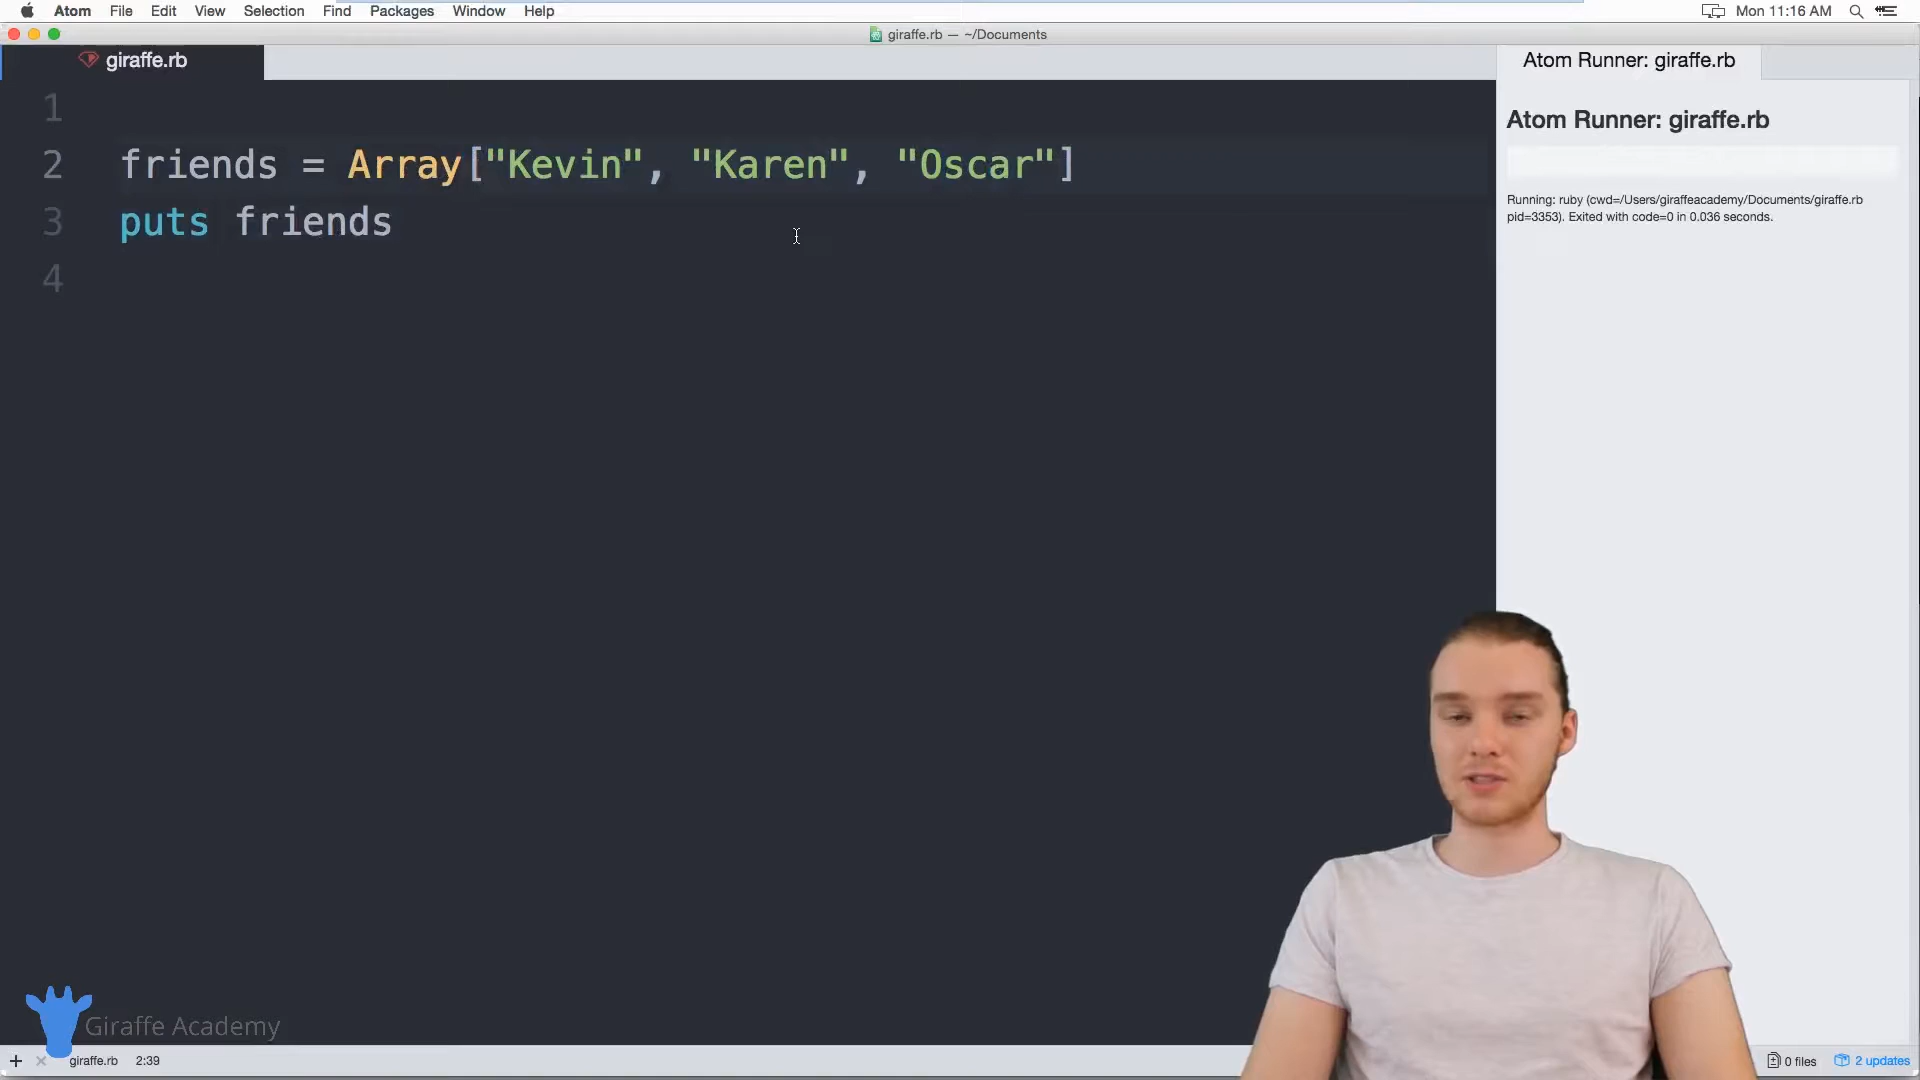 Atom File Edit View Selection Find Packages Window Help Mon 11:16 AM
giraffe.rb — ~/Documents
giraffe.rb
Atom Runner: giraffe.rb
1
2 friends = Array["Kevin", "Karen", "Oscar"]
3 puts friends
4
Atom Runner: giraffe.rb
Running: ruby (cwd=/Users/giraffeacademy/Documents/giraffe.rb
pid=3353). Exited with code=0 in 0.036 seconds.
Giraffe Academy
giraffe.rb 2:39 0 files 2 updates